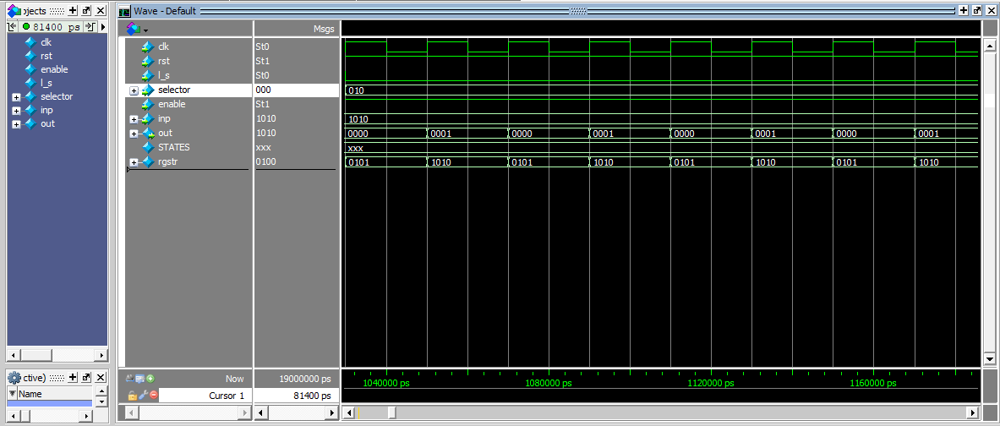 ojects
Wave - Default
81400 ps
Msgs
clk
rst
enable
l_s
selector
inp
out
clk St0
rst St1
l_s St0
selector 000 010
enable St1
inp 1010 1010
out 1010 0000 0001 0000 0001 0000 0001 0000 0001
STATES xxx xxx
rgstr 0100 0101 1010 0101 1010 0101 1010 0101 1010
ctive)
Name
Now 19000000 ps
Cursor 1 81400 ps
1040000 ps 1080000 ps 1120000 ps 1160000 ps